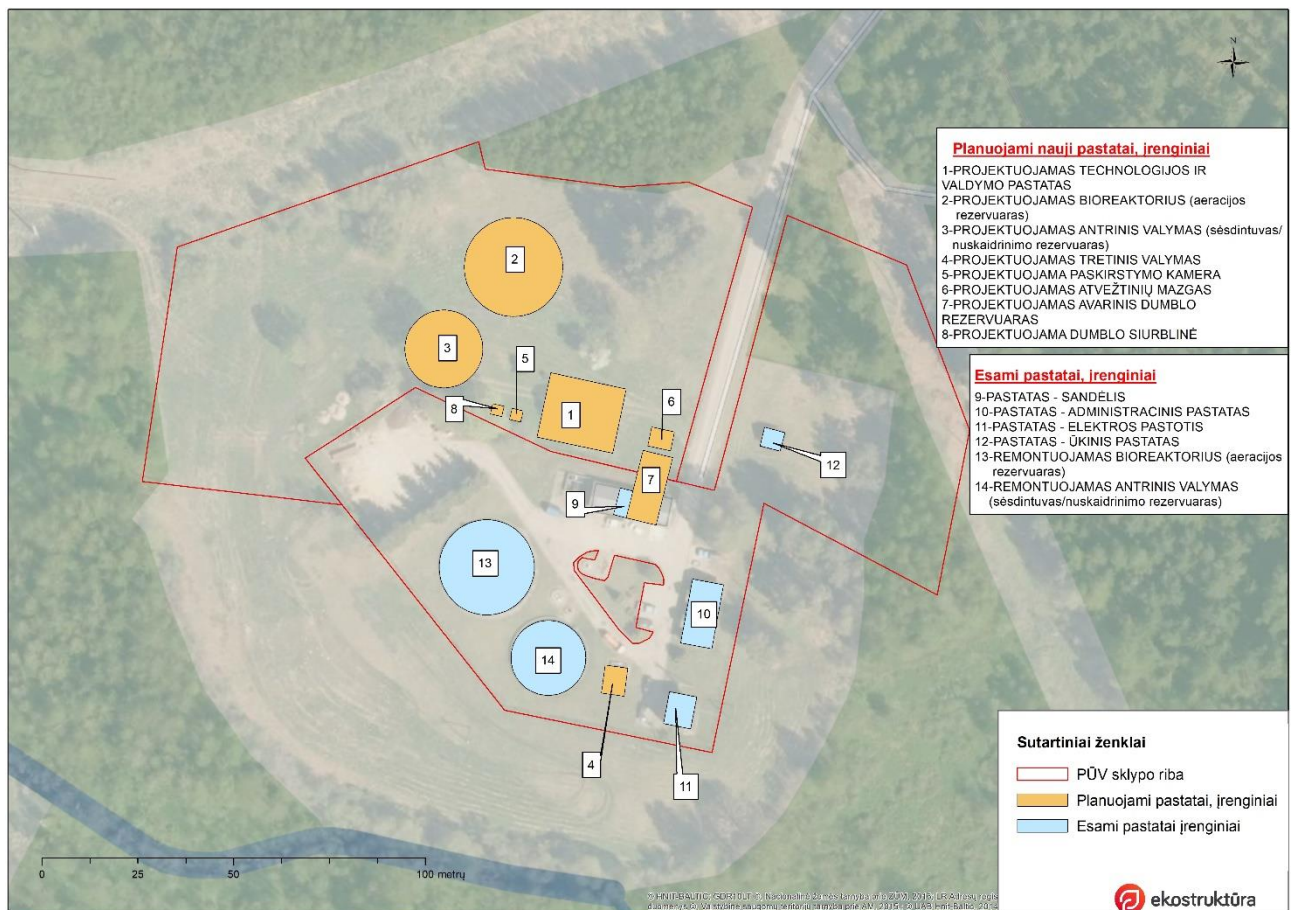 N
Planuojami nauji pastatai, įrenginiai
1-PROJEKTUOJAMAS TECHNOLOGIJOS IR
VALDYMO PASTATAS
2-PROJEKTUOJAMAS BIOREAKTORIUS (aeracijos
rezervuaras)
3-PROJEKTUOJAMAS ANTRINIS VALYMAS (sėsdintuvas/
nuskaidrinimo rezervuaras)
4-PROJEKTUOJAMAS TRETINIS VALYMAS
5-PROJEKTUOJAMA PASKIRSTYMO KAMERA
6-PROJEKTUOJAMAS ATVEŽTINIŲ MAZGAS
7-PROJEKTUOJAMAS AVARINIS DUMBLO
REZERVUARAS
8-PROJEKTUOJAMA DUMBLO SIURBLINĖ
Esami pastatai, įrenginiai
9-PASTATAS - SANDĖLIS
10-PASTATAS - ADMINISTRACINIS PASTATAS
11-PASTATAS - ELEKTROS PASTOTIS
12-PASTATAS - ŪKINIS PASTATAS
13-REMONTUOJAMAS BIOREAKTORIUS (aeracijos
rezervuaras)
14-REMONTUOJAMAS ANTRINIS VALYMAS
(sėsdintuvas/nuskaidrinimo rezervuaras)
2
3
5
8
1
6
7
12
9
13
10
14
4
11
Sutartiniai ženklai
PŪV sklypo riba
Planuojami pastatai, įrenginiai
Esami pastatai įrenginiai
0 25 50 100 metrų
ekostruktūra